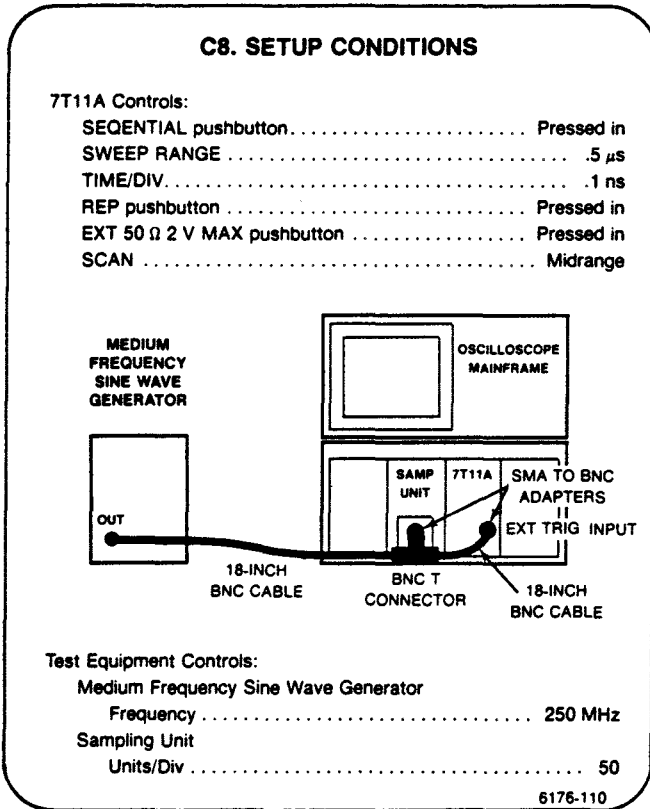 C8. SETUP CONDITIONS
7T11A Controls:
SEQENTIAL pushbutton........................ Pressed in
SWEEP RANGE .................................. .5 µs
TIME/DIV......................................... .1 ns
REP pushbutton ............................... Pressed in
EXT 50 Ω 2 V MAX pushbutton ................ Pressed in
SCAN ........................................ Midrange
MEDIUM
FREQUENCY
SINE WAVE
GENERATOR
OSCILLOSCOPE
MAINFRAME
SAMP
UNIT
7T11A
SMA TO BNC
ADAPTERS
OUT
EXT TRIG INPUT
18-INCH
BNC CABLE
BNC T
CONNECTOR
18-INCH
BNC CABLE
Test Equipment Controls:
Medium Frequency Sine Wave Generator
Frequency ................................. 250 MHz
Sampling Unit
Units/Div ......................................... 50
6176-110